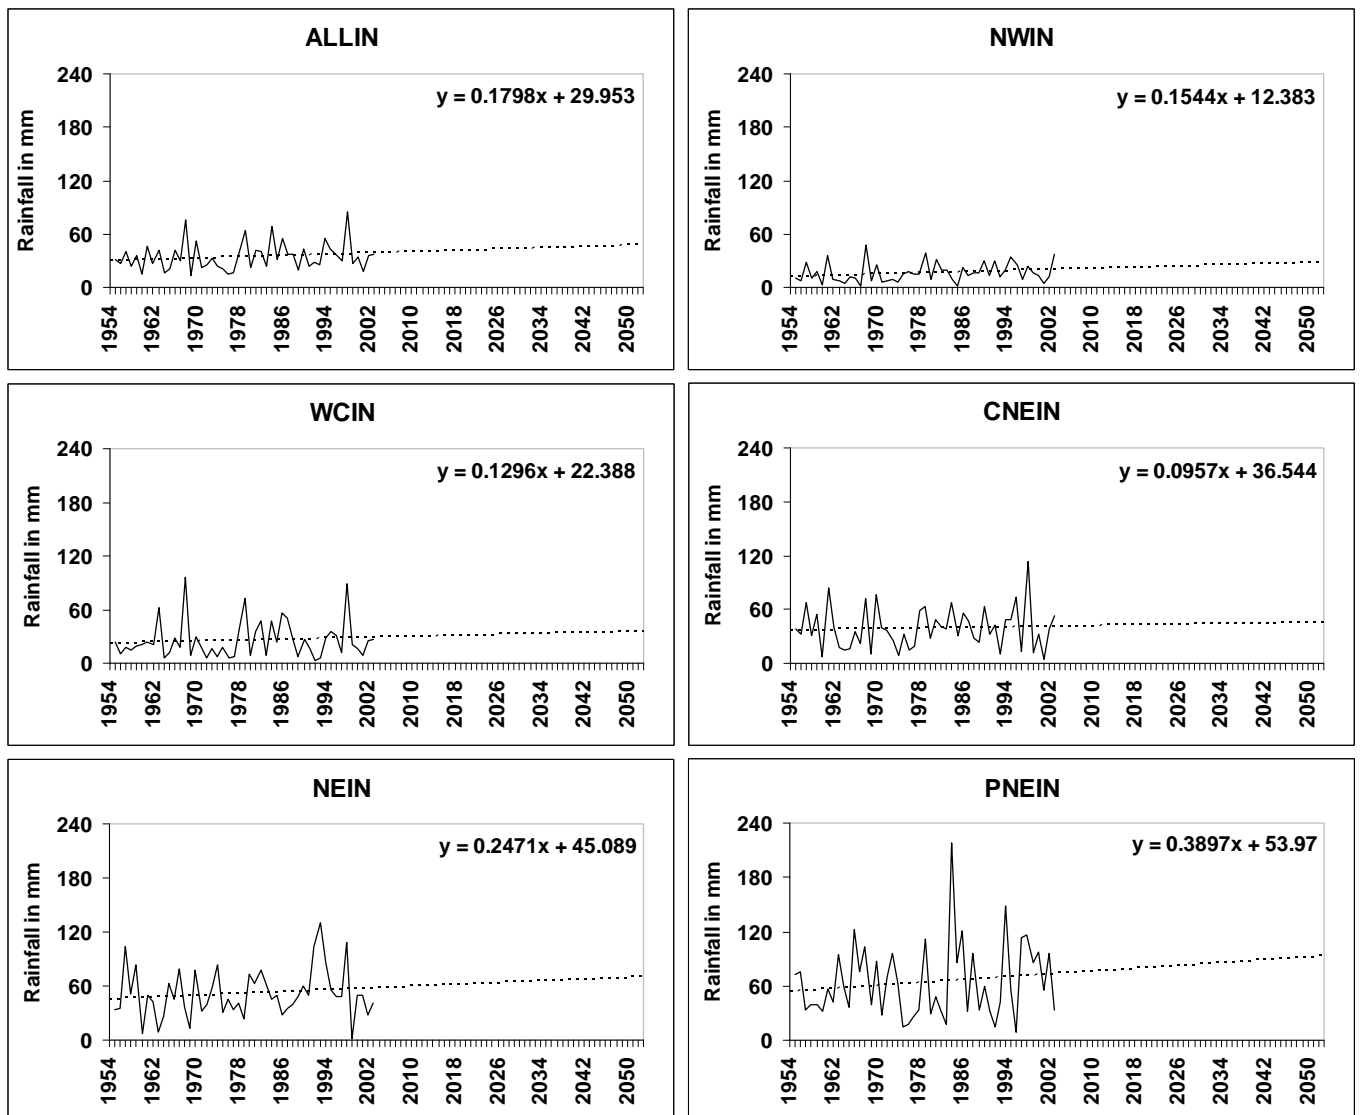 ALLIN
y = 0.1798x + 29.953
Rainfall in mm
240
180
120
60
0
1954 1962 1970 1978 1986 1994 2002 2010 2018 2026 2034 2042 2050
NWIN
y = 0.1544x + 12.383
Rainfall in mm
240
180
120
60
0
1954 1962 1970 1978 1986 1994 2002 2010 2018 2026 2034 2042 2050
WCIN
y = 0.1296x + 22.388
Rainfall in mm
240
180
120
60
0
1954 1962 1970 1978 1986 1994 2002 2010 2018 2026 2034 2042 2050
CNEIN
y = 0.0957x + 36.544
Rainfall in mm
240
180
120
60
0
1954 1962 1970 1978 1986 1994 2002 2010 2018 2026 2034 2042 2050
NEIN
y = 0.2471x + 45.089
Rainfall in mm
240
180
120
60
0
1954 1962 1970 1978 1986 1994 2002 2010 2018 2026 2034 2042 2050
PNEIN
y = 0.3897x + 53.97
Rainfall in mm
240
180
120
60
0
1954 1962 1970 1978 1986 1994 2002 2010 2018 2026 2034 2042 2050